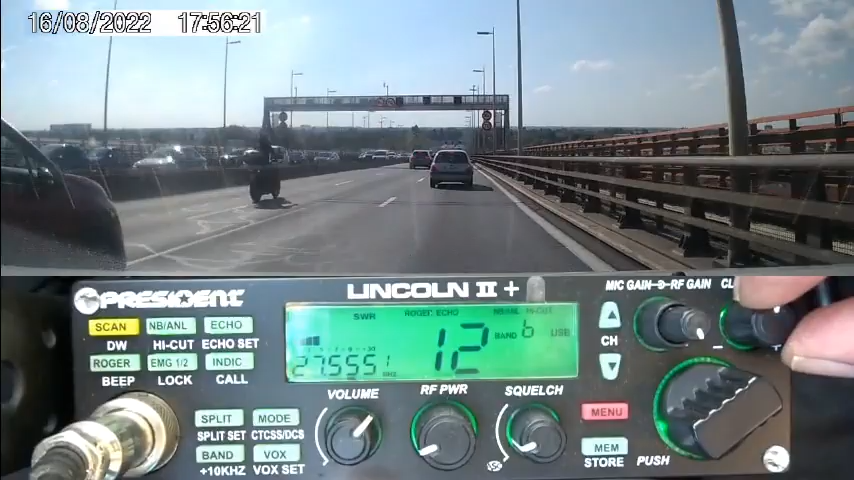 16/08/2022 17:56:21
PRESIDENT
LINCOLN II +
MIC GAIN RF GAIN CL
SCAN NB/ANL ECHO
DW HI-CUT ECHO SET
ROGER EMG 1/2 INDIC
BEEP LOCK CALL
SPLIT MODE
SPLIT SET CTCSS/DCS
BAND VOX
+10KHZ VOX SET
SWR ROGER ECHO NB/ANL HI-CUT
12 BAND b USB
27.555.1
CH
VOLUME RF PWR SQUELCH
MENU
MEM
STORE PUSH